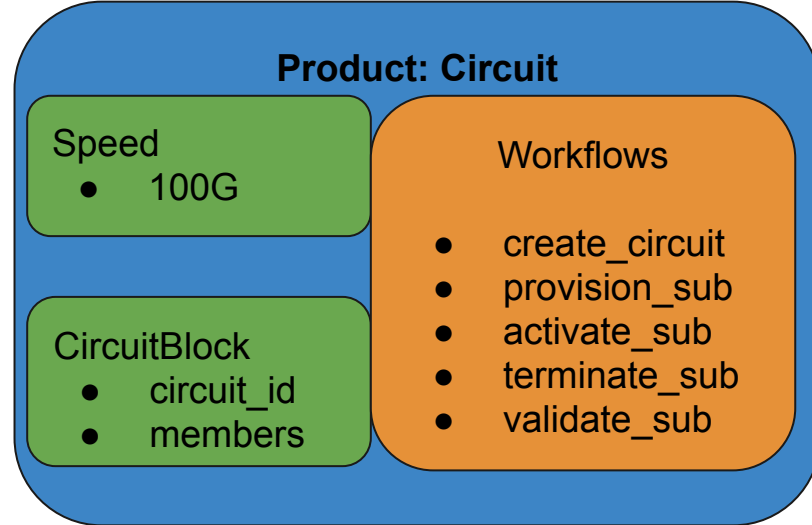 Product: Circuit
Speed
● 100G
CircuitBlock
● circuit_id
● members
Workflows
● create_circuit
● provision_sub
● activate_sub
● terminate_sub
● validate_sub